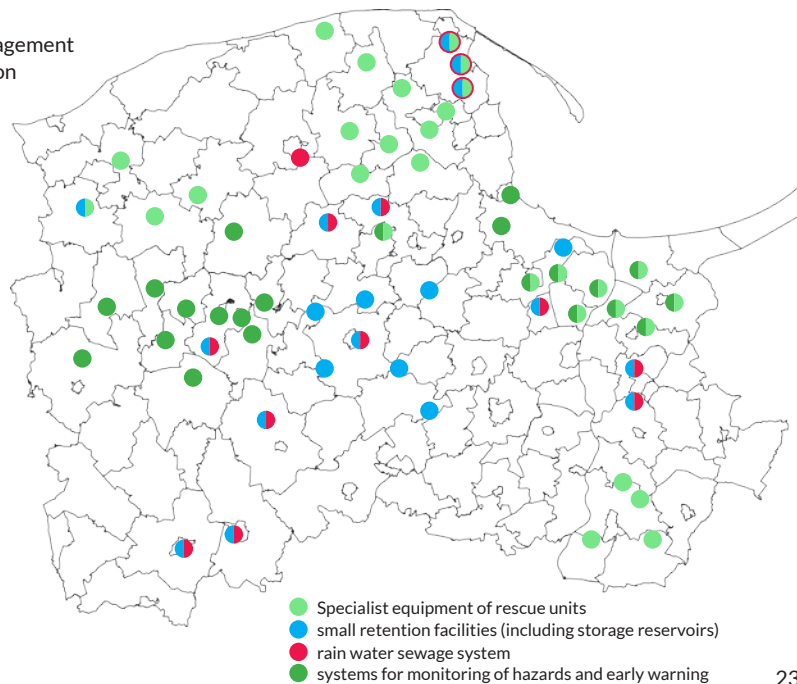 agement
on
Specialist equipment of rescue units
small retention facilities (including storage reservoirs)
rain water sewage system
systems for monitoring of hazards and early warning
23